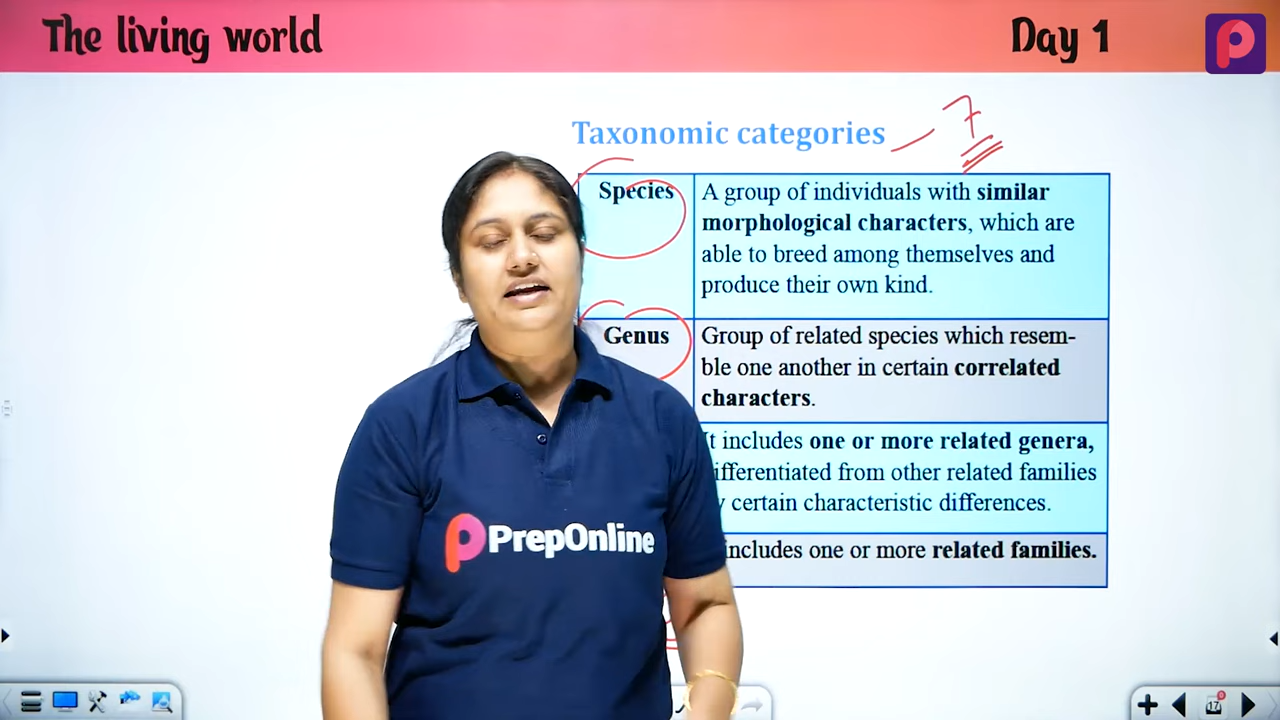 The living world
Day 1
Taxonomic categories – 7
Species
A group of individuals with similar
morphological characters, which are
able to breed among themselves and
produce their own kind.
Genus
Group of related species which resem-
ble one another in certain correlated
characters.
It includes one or more related genera,
differentiated from other related families
certain characteristic differences.
includes one or more related families.
PrepOnline
17